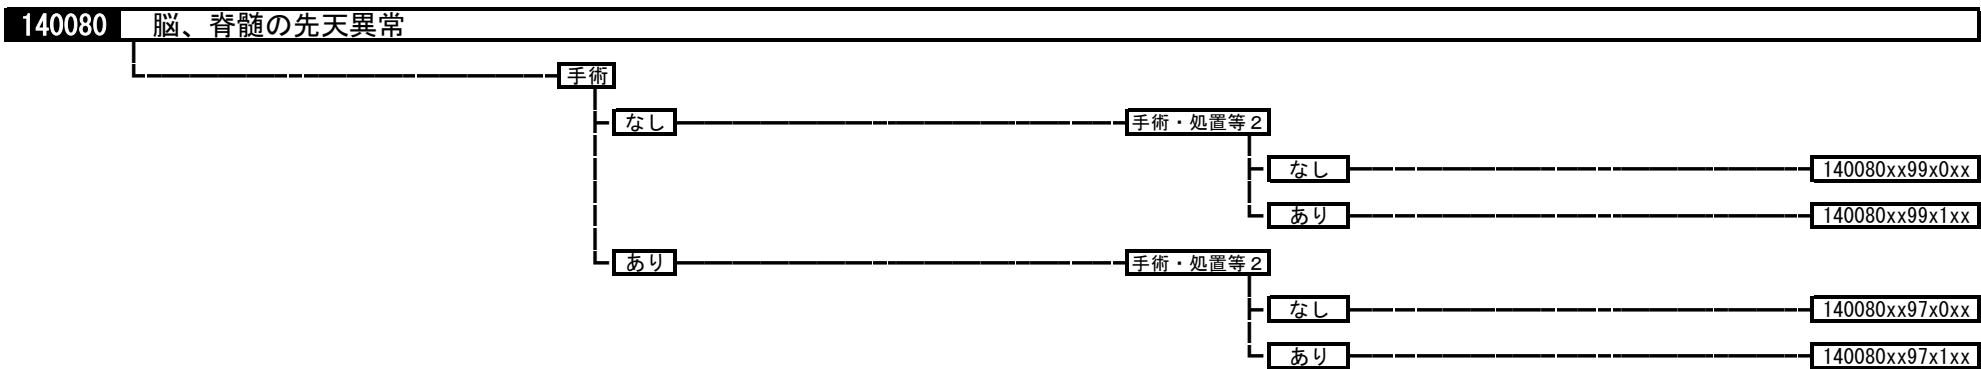 140080 脳、脊髄の先天異常
手術
なし 手術・処置等2
なし 140080xx99x0xx
あり 140080xx99x1xx
あり 手術・処置等2
なし 140080xx97x0xx
あり 140080xx97x1xx